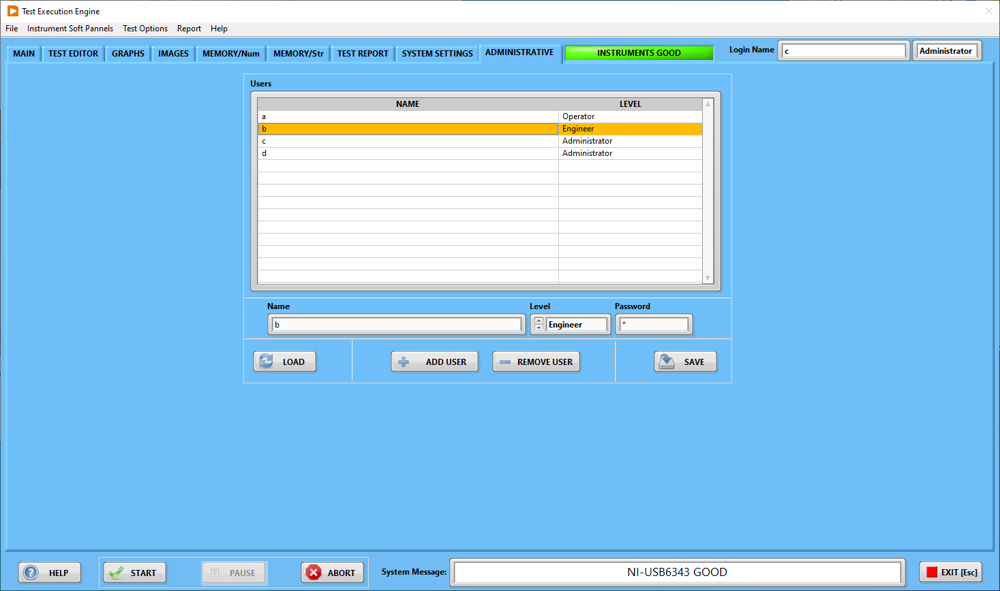 Test Execution Engine
File Instrument Soft Pannels Test Options Report Help
MAIN TEST EDITOR GRAPHS IMAGES MEMORY/Num MEMORY/Str TEST REPORT SYSTEM SETTINGS ADMINISTRATIVE INSTRUMENTS GOOD Login Name c Administrator
Users
NAME LEVEL
a Operator
b Engineer
c Administrator
d Administrator
Name Level Password
b Engineer *
LOAD ADD USER REMOVE USER SAVE
HELP START PAUSE ABORT System Message: NI-USB6343 GOOD EXIT [Esc]